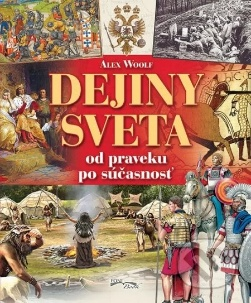 ALEX WOOLF
DEJINY
SVETA
od praveku
po súčasnosť